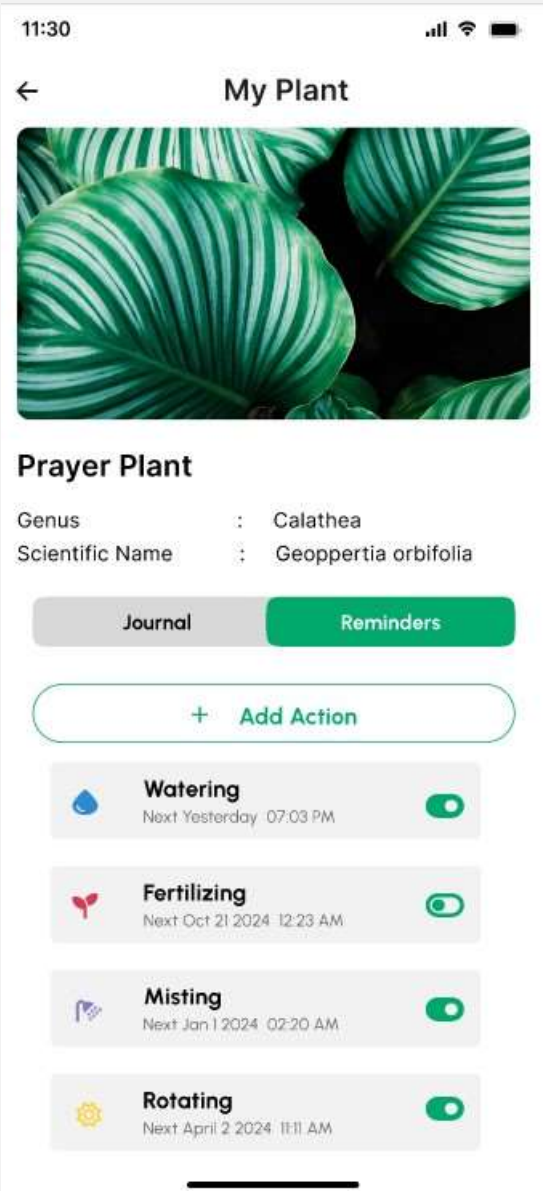 11:30
My Plant
Prayer Plant
Genus : Calathea
Scientific Name : Geoppertia orbifolia
Journal Reminders
+ Add Action
Watering
Next Yesterday 07:03 PM
Fertilizing
Next Oct 21 2024 12:23 AM
Misting
Next Jan 1 2024 02:20 AM
Rotating
Next April 2 2024 11:11 AM